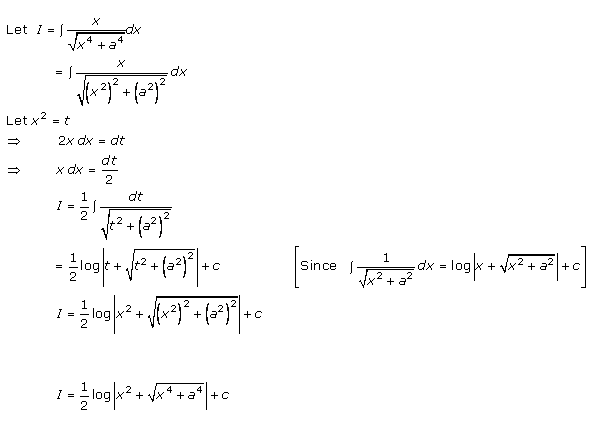 Let I = ∫ x/√(x⁴ + a⁴) dx
= ∫ x/√((x²)² + (a²)²) dx
Let x² = t
⇒ 2x dx = dt
⇒ x dx = dt/2
I = 1/2 ∫ dt/√(t² + (a²)²)
= 1/2 log|t + √(t² + (a²)²)| + c [Since ∫ 1/√(x² + a²) dx = log|x + √(x² + a²)| + c]
I = 1/2 log|x² + √((x²)² + (a²)²)| + c
I = 1/2 log|x² + √(x⁴ + a⁴)| + c